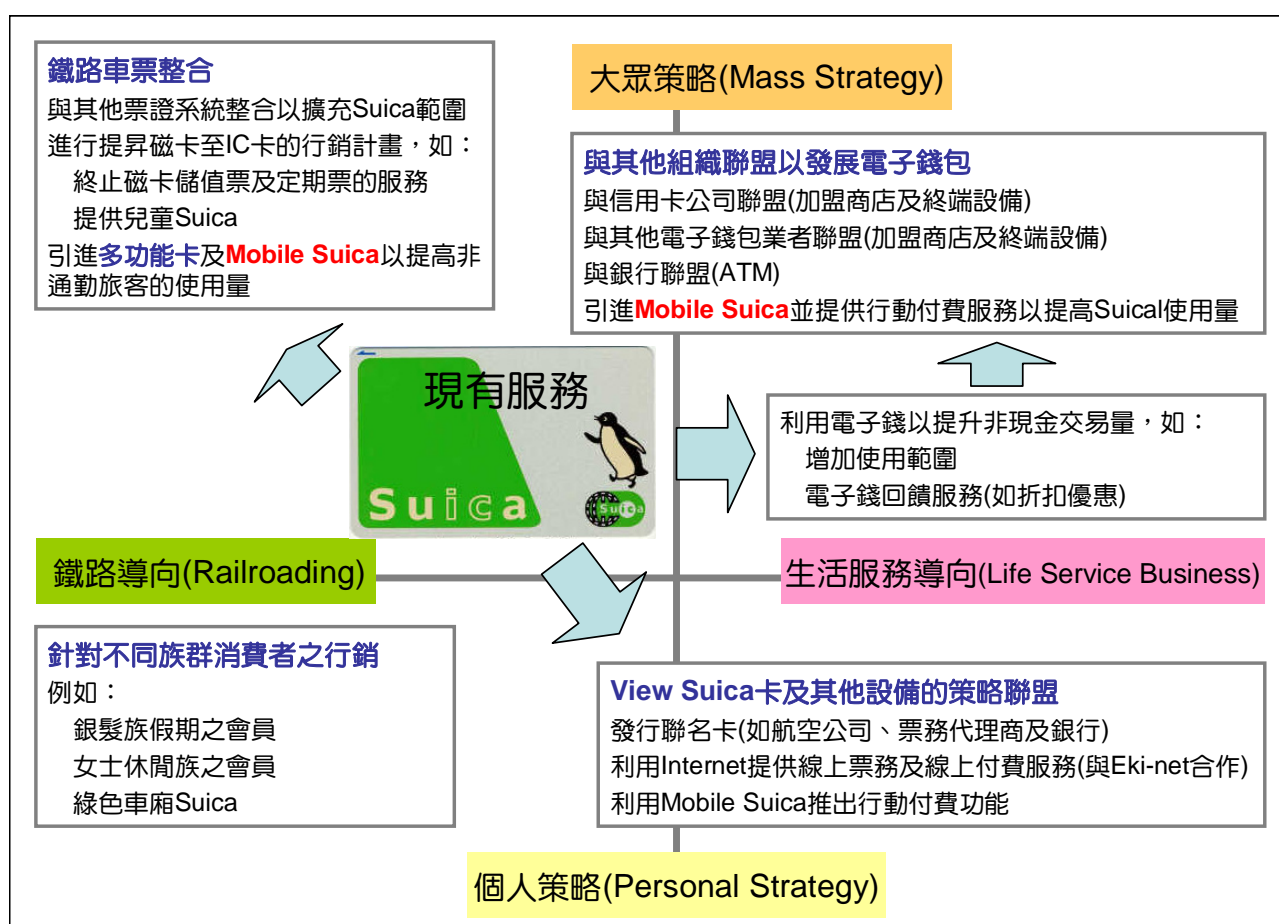 鐵路車票整合
與其他票證系統整合以擴充Suica範圍
進行提昇磁卡至IC卡的行銷計畫，如：
終止磁卡儲值票及定期票的服務
提供兒童Suica
引進多功能卡及Mobile Suica以提高非
通勤旅客的使用量
大眾策略(Mass Strategy)
與其他組織聯盟以發展電子錢包
與信用卡公司聯盟(加盟商店及終端設備)
與其他電子錢包業者聯盟(加盟商店及終端設備)
與銀行聯盟(ATM)
引進Mobile Suica並提供行動付費服務以提高Suical使用量
現有服務
Suica
Suica
利用電子錢以提升非現金交易量，如：
增加使用範圍
電子錢回饋服務(如折扣優惠)
鐵路導向(Railroading)
生活服務導向(Life Service Business)
針對不同族群消費者之行銷
例如：
銀髮族假期之會員
女士休閒族之會員
綠色車廂Suica
View Suica卡及其他設備的策略聯盟
發行聯名卡(如航空公司、票務代理商及銀行)
利用Internet提供線上票務及線上付費服務(與Eki-net合作)
利用Mobile Suica推出行動付費功能
個人策略(Personal Strategy)